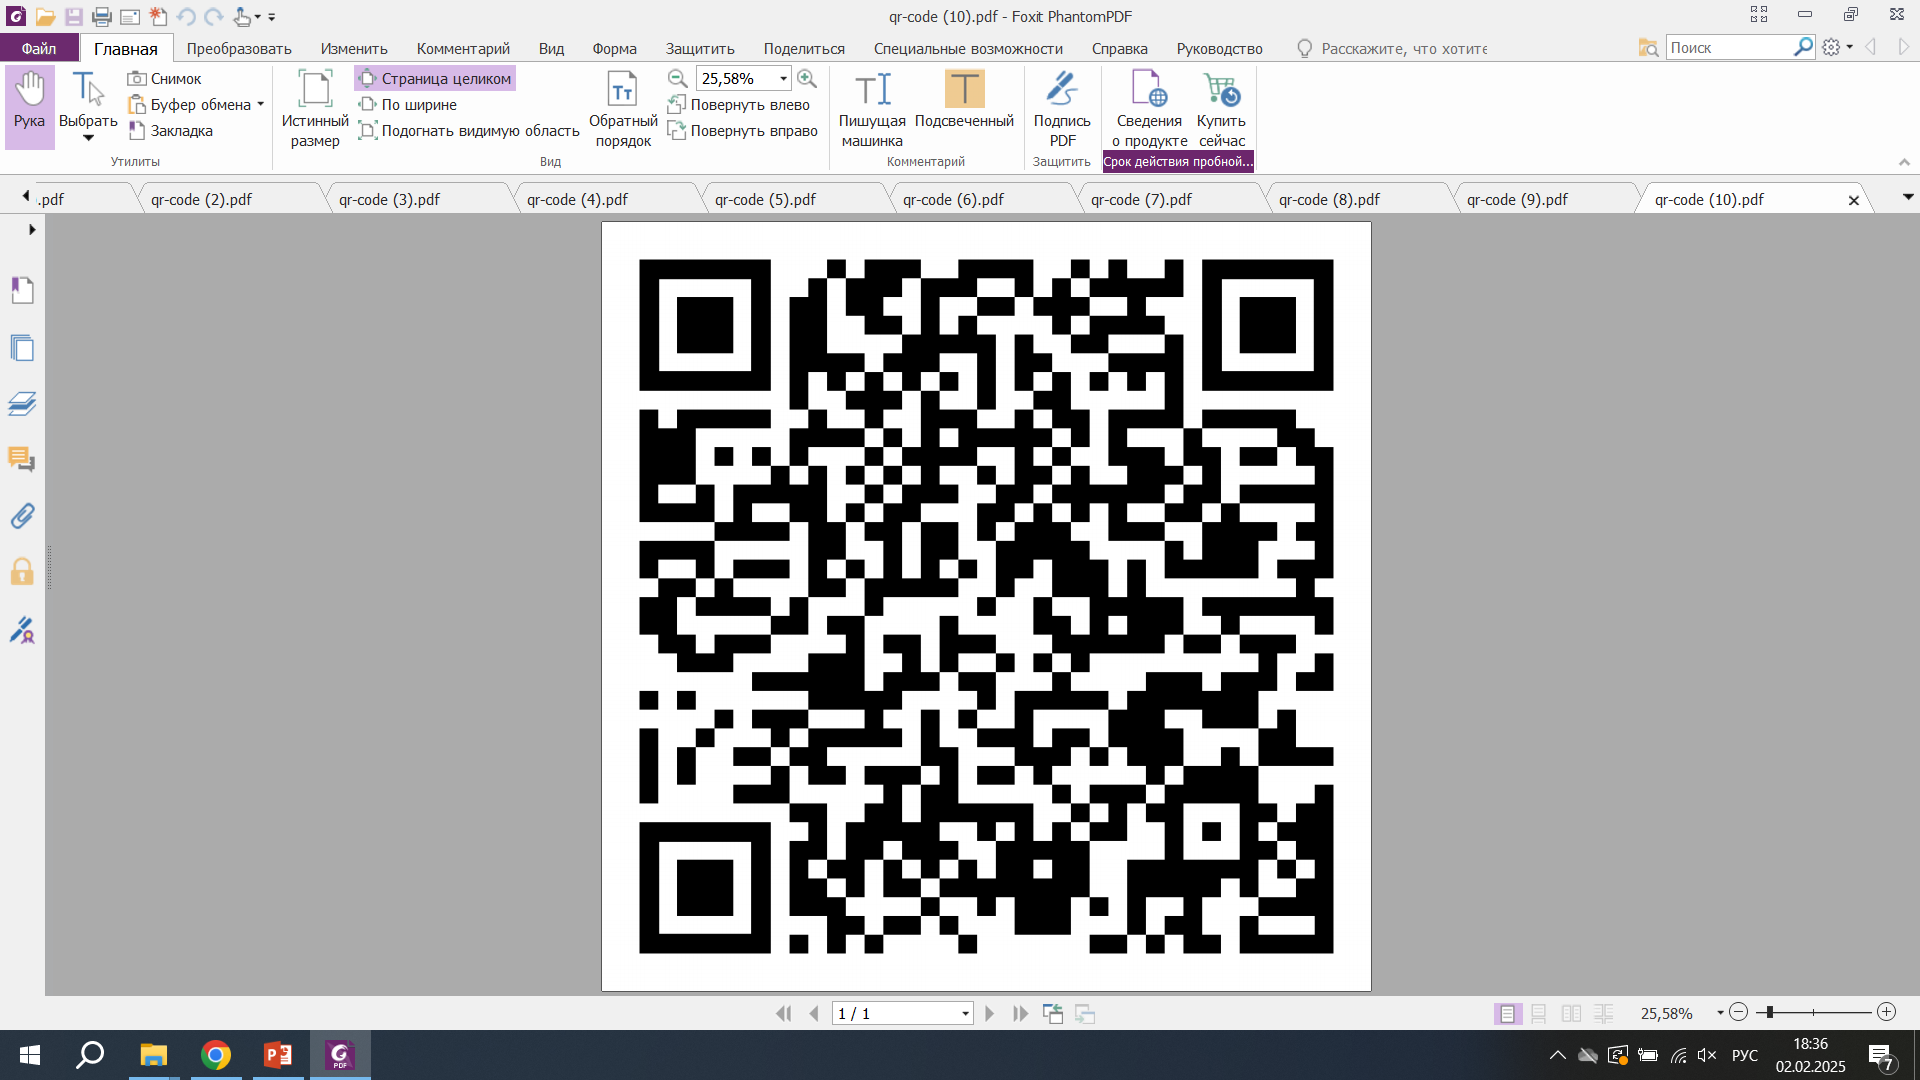 qr-code (10).pdf - Foxit PhantomPDF
Файл Главная Преобразовать Изменить Комментарий Вид Форма Защитить Поделиться Специальные возможности Справка Руководство Расскажите, что хотите Поиск
Рука
Выбрать
Снимок
Буфер обмена
Закладка
Утилиты
Истинный размер
Страница целиком
По ширине
Подогнать видимую область
Обратный порядок
25,58%
Повернуть влево
Повернуть вправо
Вид
Пишущая машинка
Подсвеченный
Комментарий
Подпись PDF
Защитить
Сведения о продукте
Купить сейчас
Срок действия пробной...
).pdf qr-code (2).pdf qr-code (3).pdf qr-code (4).pdf qr-code (5).pdf qr-code (6).pdf qr-code (7).pdf qr-code (8).pdf qr-code (9).pdf qr-code (10).pdf
1 / 1
25,58%
PDF
РУС
18:36
02.02.2025
7